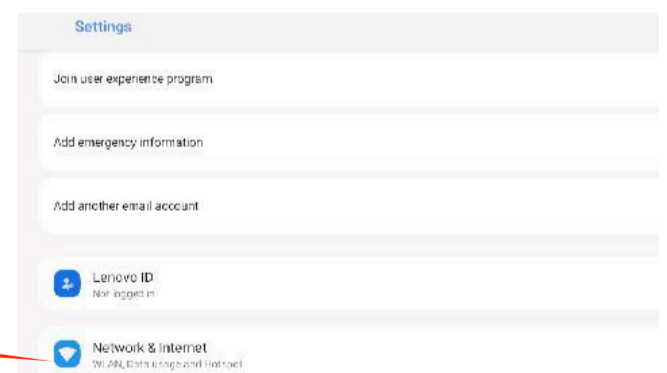 Settings
Join user experience program
Add emergency information
Add another email account
Lenovo ID
Not logged in
Network & Internet
WLAN, Data usage and Hotspot